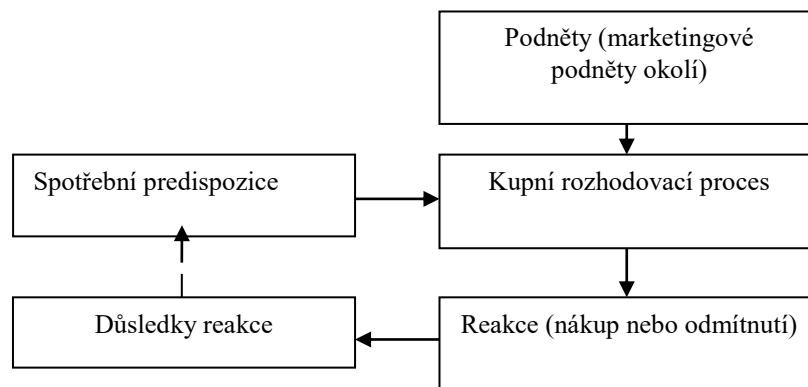 Podněty (marketingové
podněty okolí)
Spotřební predispozice
Kupní rozhodovací proces
Důsledky reakce
Reakce (nákup nebo odmítnutí)